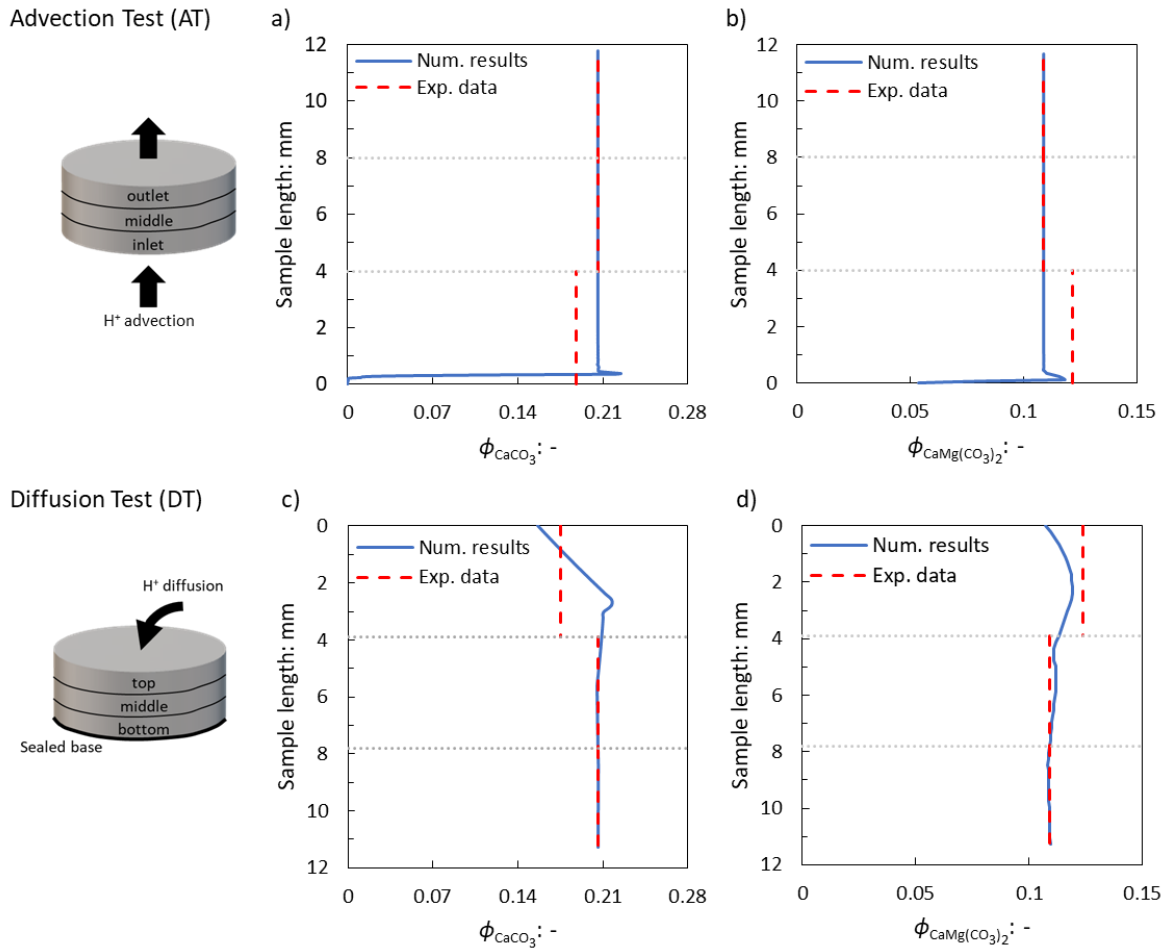 Advection Test (AT)
a)
b)
outlet
middle
inlet
H⁺ advection
Sample length: mm
12
10
8
6
4
2
0
Num. results
Exp. data
0 0.07 0.14 0.21 0.28
ϕCaCO₃: -
Sample length: mm
12
10
8
6
4
2
0
Num. results
Exp. data
0 0.05 0.1 0.15
ϕCaMg(CO₃)₂: -
Diffusion Test (DT)
c)
d)
H⁺ diffusion
top
middle
bottom
Sealed base
Sample length: mm
0
2
4
6
8
10
12
Num. results
Exp. data
0 0.07 0.14 0.21 0.28
ϕCaCO₃: -
Sample length: mm
0
2
4
6
8
10
12
Num. results
Exp. data
0 0.05 0.1 0.15
ϕCaMg(CO₃)₂: -